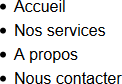 • Accueil
• Nos services
• A propos
• Nous contacter